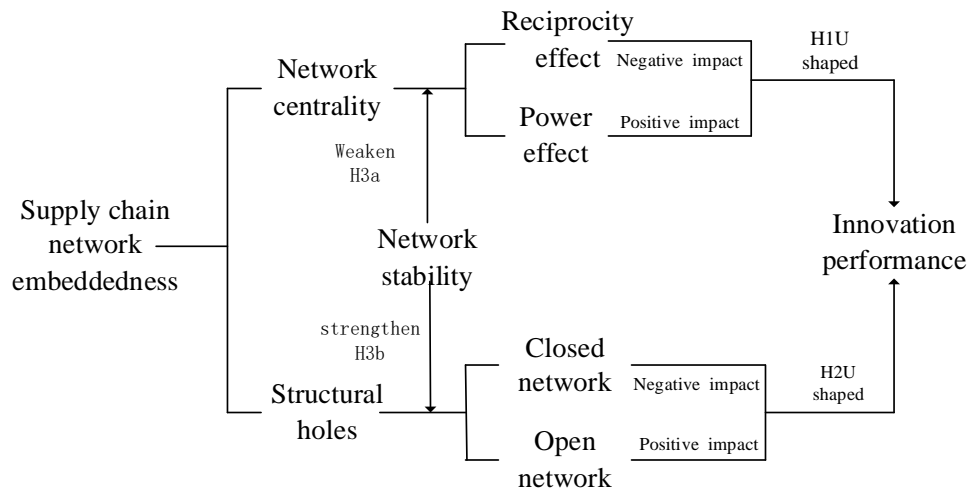 Supply chain
network
embeddedness
Network
centrality
Weaken
H3a
Network
stability
strengthen
H3b
Structural
holes
Reciprocity
effect
Negative impact
Power
effect
Positive impact
H1U
shaped
Closed
network
Negative impact
Open
network
Positive impact
H2U
shaped
Innovation
performance